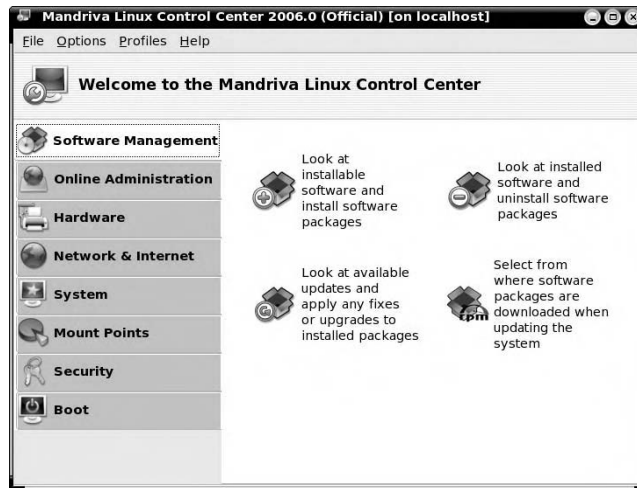 Mandriva Linux Control Center 2006.0 (Official) [on localhost]
File Options Profiles Help
Welcome to the Mandriva Linux Control Center
Software Management
Online Administration
Hardware
Network & Internet
System
Mount Points
Security
Boot
Look at
installable
software and
install software
packages
Look at installed
software and
uninstall software
packages
Look at available
updates and
apply any fixes
or upgrades to
installed packages
Select from
where software
packages are
downloaded when
updating the
system
rpm